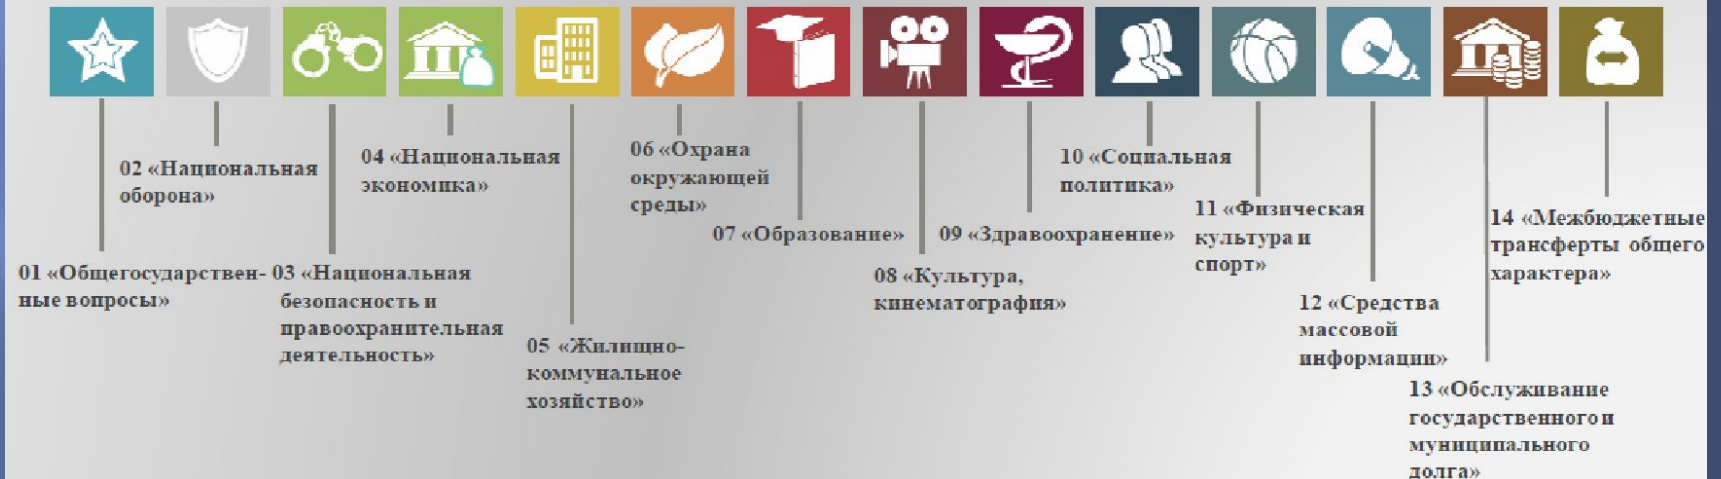 01 «Общегосударствен-
ные вопросы»
02 «Национальная
оборона»
03 «Национальная
безопасность и
правоохранительная
деятельность»
04 «Национальная
экономика»
05 «Жилищно-
коммунальное
хозяйство»
06 «Охрана
окружающей
среды»
07 «Образование»
08 «Культура,
кинематография»
09 «Здравоохранение»
10 «Социальная
политика»
11 «Физическая
культура и
спорт»
12 «Средства
массовой
информации»
13 «Обслуживание
государственного и
муниципального
долга»
14 «Межбюджетные
трансферты общего
характера»